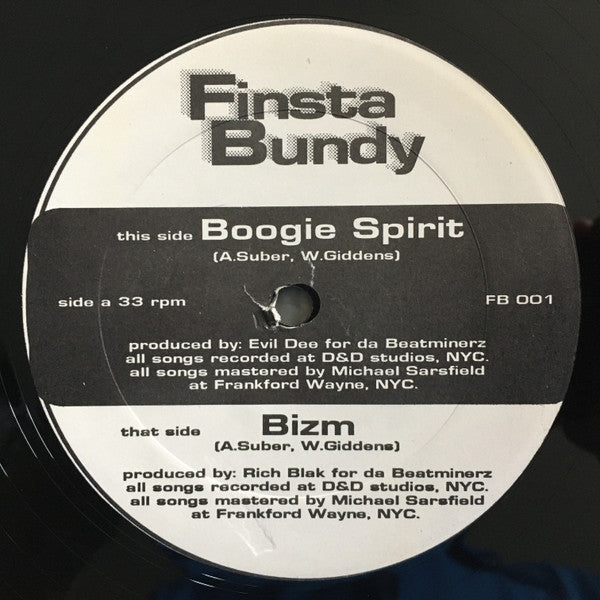 Finsta
Bundy
this side Boogie Spirit
(A.Suber, W.Giddens)
side a 33 rpm FB 001
produced by: Evil Dee for da Beatminerz
all songs recorded at D&D studios, NYC.
all songs mastered by Michael Sarsfield
at Frankford Wayne, NYC.
that side Bizm
(A.Suber, W.Giddens)
produced by: Rich Blak for da Beatminerz
all songs recorded at D&D studios, NYC.
all songs mastered by Michael Sarsfield
at Frankford Wayne, NYC.